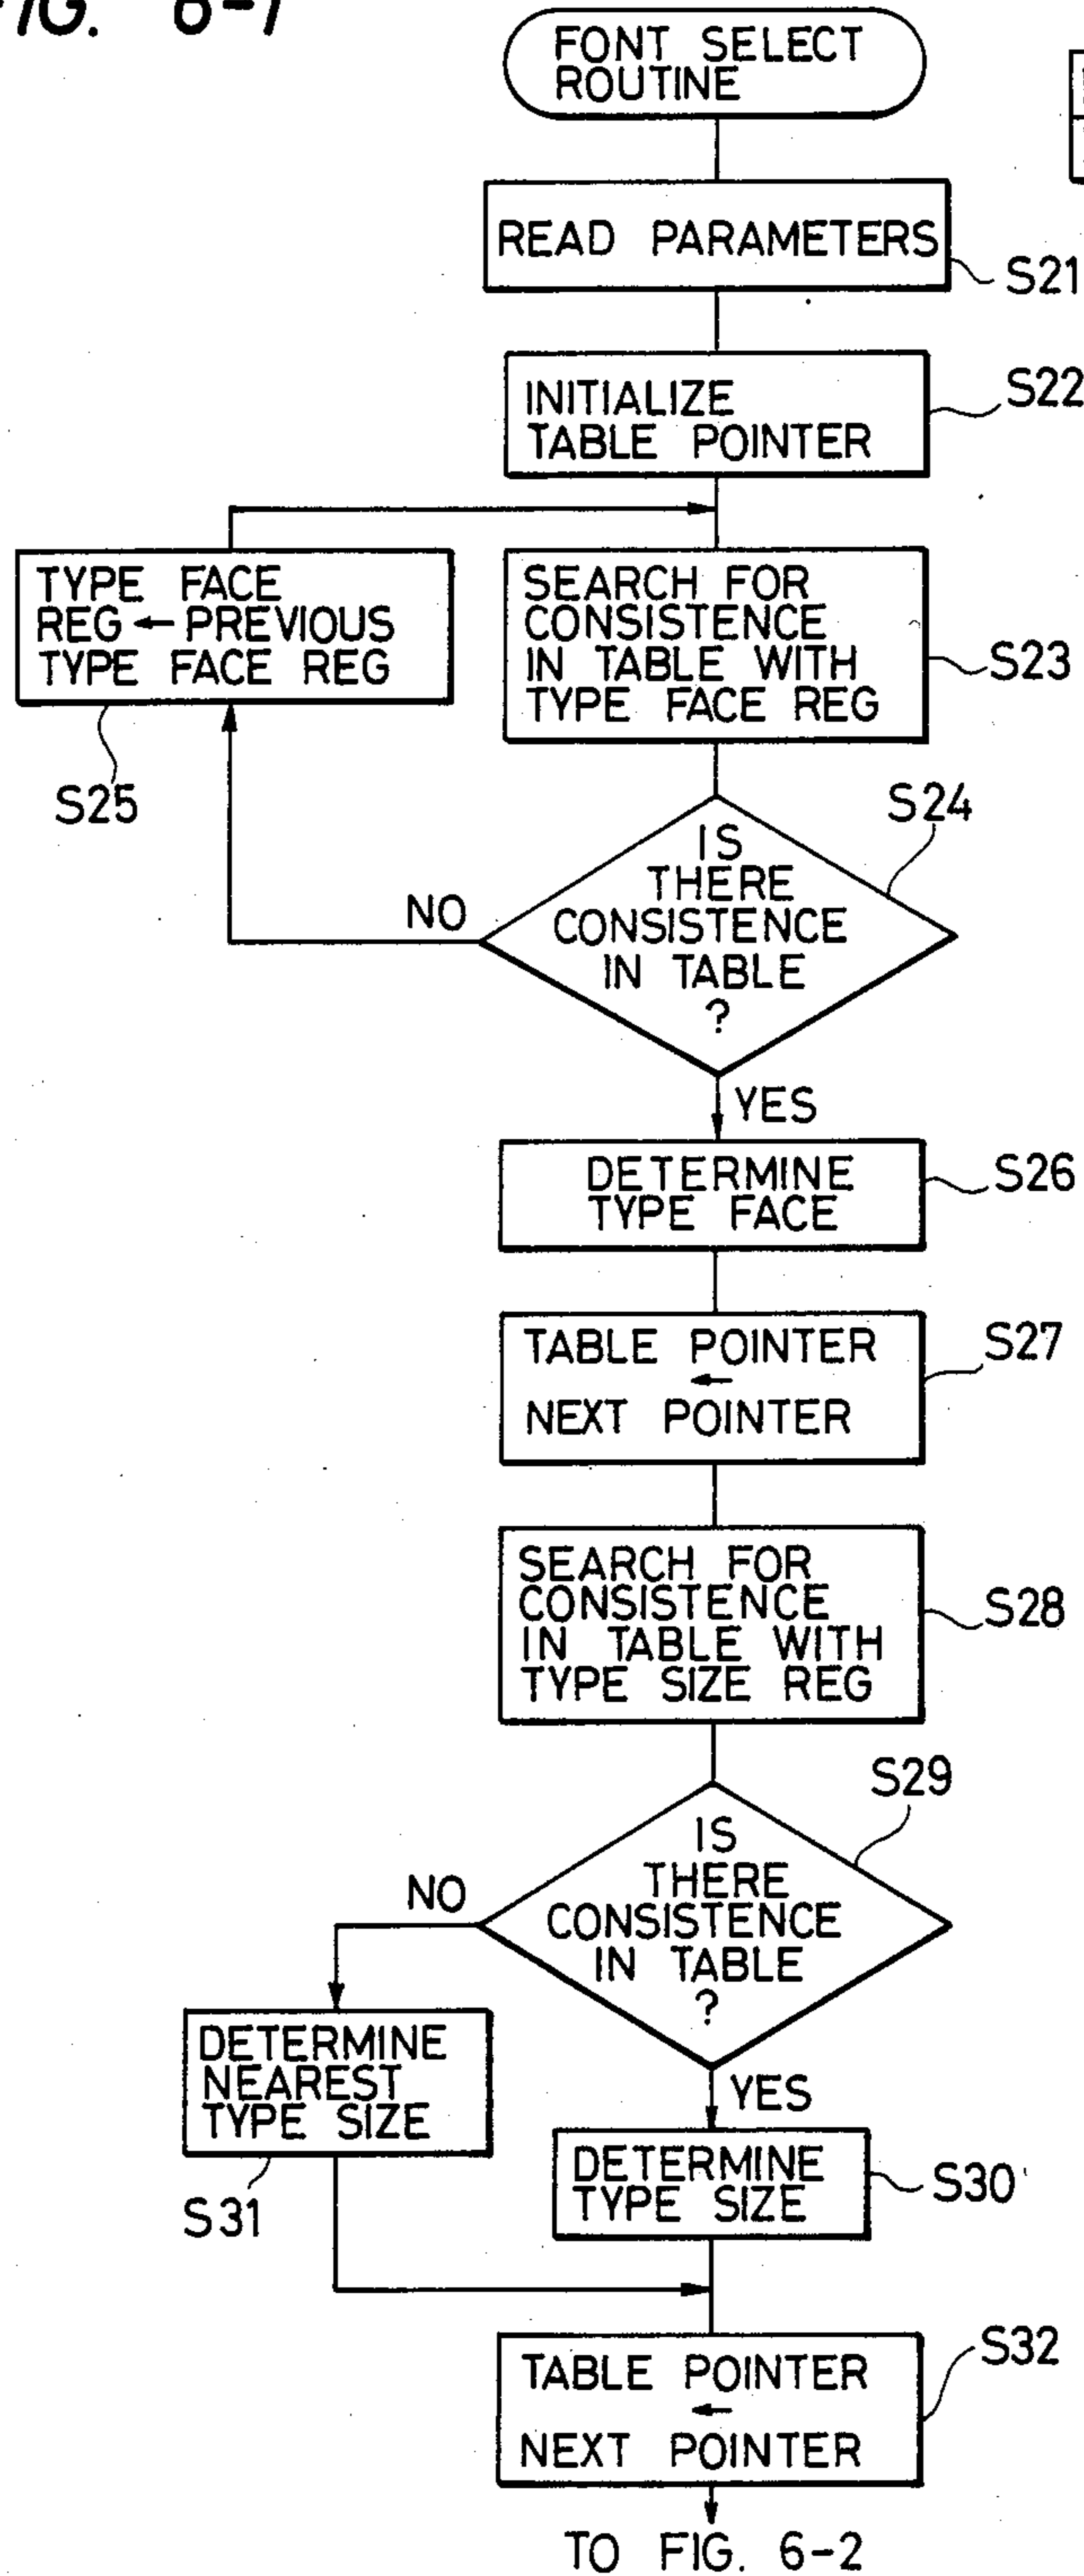 FIG. 6-1
FONT SELECT
ROUTINE
READ PARAMETERS
S21
INITIALIZE
TABLE POINTER
S22
TYPE FACE
REG ← PREVIOUS
TYPE FACE REG
S25
SEARCH FOR
CONSISTENCE
IN TABLE WITH
TYPE FACE REG
S23
S24
IS
THERE
CONSISTENCE
IN TABLE
?
NO
YES
DETERMINE
TYPE FACE
S26
TABLE POINTER
←
NEXT POINTER
S27
SEARCH FOR
CONSISTENCE
IN TABLE WITH
TYPE SIZE REG
S28
S29
IS
THERE
CONSISTENCE
IN TABLE
?
NO
YES
DETERMINE
NEAREST
TYPE SIZE
S31
DETERMINE
TYPE SIZE
S30
TABLE POINTER
←
NEXT POINTER
S32
TO FIG. 6-2